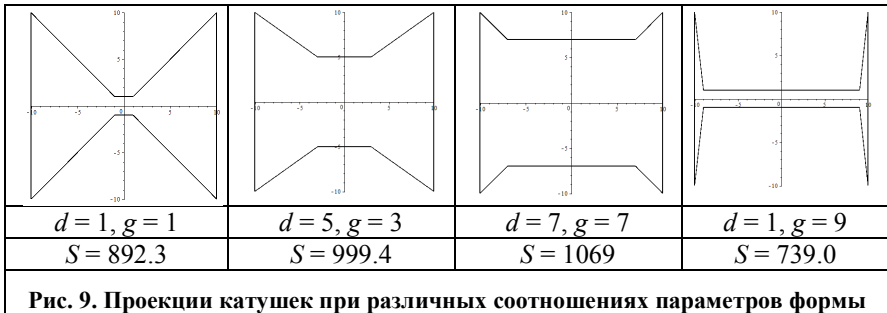 d = 1, g = 1 d = 5, g = 3 d = 7, g = 7 d = 1, g = 9
S = 892.3 S = 999.4 S = 1069 S = 739.0
Рис. 9. Проекции катушек при различных соотношениях параметров формы